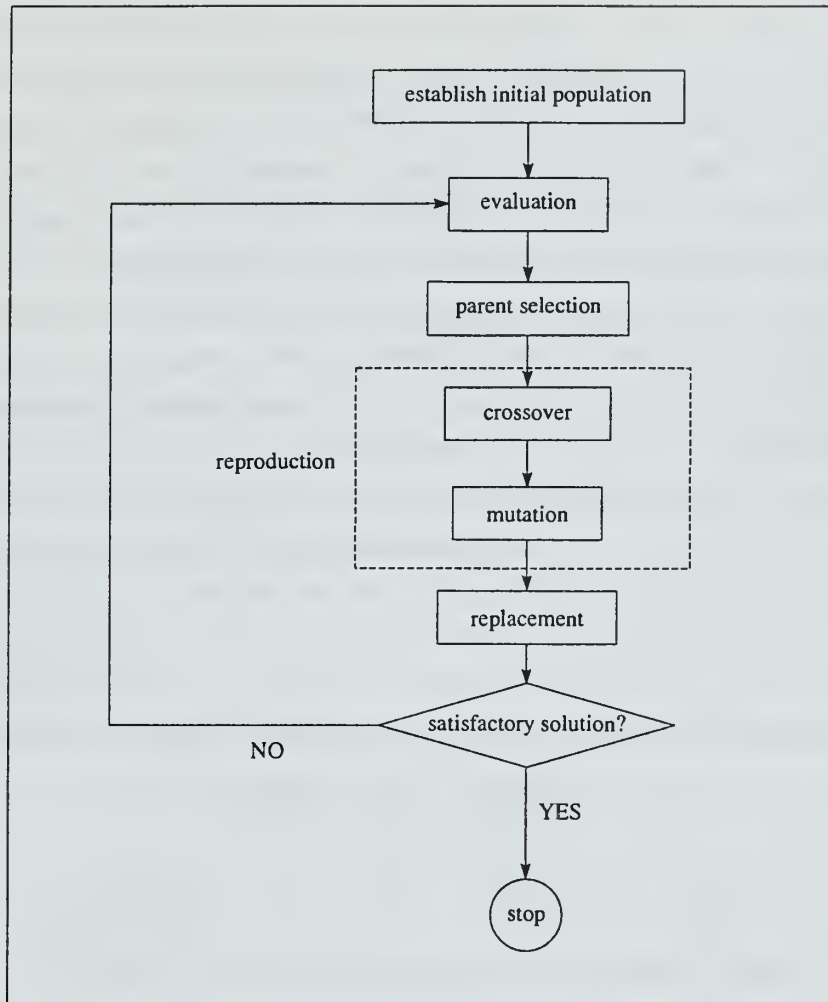 establish initial population
evaluation
parent selection
crossover
reproduction
mutation
replacement
satisfactory solution?
NO
YES
stop